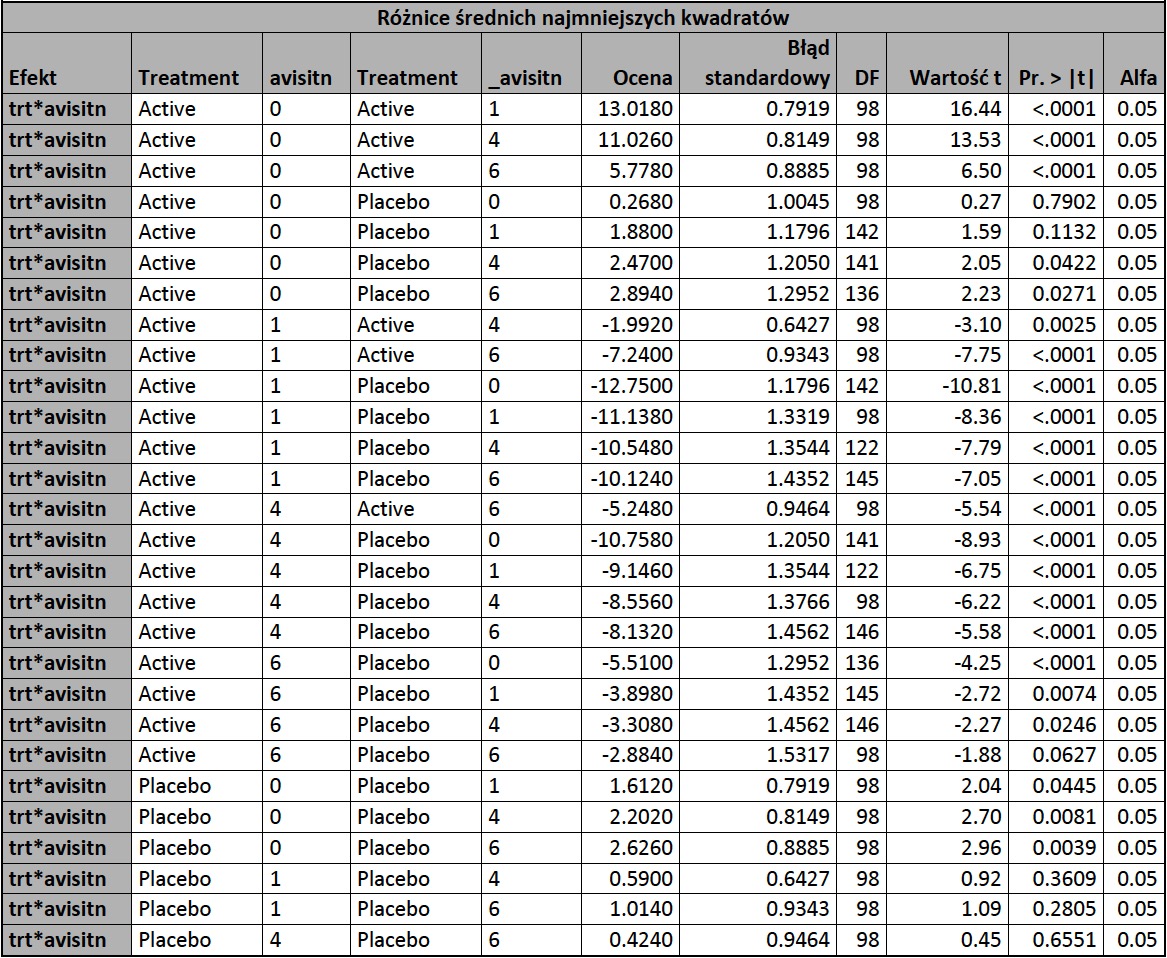 Różnice średnich najmniejszych kwadratów
Efekt Treatment avisitn Treatment _avisitn Ocena Błąd standardowy DF Wartość t Pr. > |t| Alfa
trt*avisitn Active 0 Active 1 13.0180 0.7919 98 16.44 <.0001 0.05
trt*avisitn Active 0 Active 4 11.0260 0.8149 98 13.53 <.0001 0.05
trt*avisitn Active 0 Active 6 5.7780 0.8885 98 6.50 <.0001 0.05
trt*avisitn Active 0 Placebo 0 0.2680 1.0045 98 0.27 0.7902 0.05
trt*avisitn Active 0 Placebo 1 1.8800 1.1796 142 1.59 0.1132 0.05
trt*avisitn Active 0 Placebo 4 2.4700 1.2050 141 2.05 0.0422 0.05
trt*avisitn Active 0 Placebo 6 2.8940 1.2952 136 2.23 0.0271 0.05
trt*avisitn Active 1 Active 4 -1.9920 0.6427 98 -3.10 0.0025 0.05
trt*avisitn Active 1 Active 6 -7.2400 0.9343 98 -7.75 <.0001 0.05
trt*avisitn Active 1 Placebo 0 -12.7500 1.1796 142 -10.81 <.0001 0.05
trt*avisitn Active 1 Placebo 1 -11.1380 1.3319 98 -8.36 <.0001 0.05
trt*avisitn Active 1 Placebo 4 -10.5480 1.3544 122 -7.79 <.0001 0.05
trt*avisitn Active 1 Placebo 6 -10.1240 1.4352 145 -7.05 <.0001 0.05
trt*avisitn Active 4 Active 6 -5.2480 0.9464 98 -5.54 <.0001 0.05
trt*avisitn Active 4 Placebo 0 -10.7580 1.2050 141 -8.93 <.0001 0.05
trt*avisitn Active 4 Placebo 1 -9.1460 1.3544 122 -6.75 <.0001 0.05
trt*avisitn Active 4 Placebo 4 -8.5560 1.3766 98 -6.22 <.0001 0.05
trt*avisitn Active 4 Placebo 6 -8.1320 1.4562 146 -5.58 <.0001 0.05
trt*avisitn Active 6 Placebo 0 -5.5100 1.2952 136 -4.25 <.0001 0.05
trt*avisitn Active 6 Placebo 1 -3.8980 1.4352 145 -2.72 0.0074 0.05
trt*avisitn Active 6 Placebo 4 -3.3080 1.4562 146 -2.27 0.0246 0.05
trt*avisitn Active 6 Placebo 6 -2.8840 1.5317 98 -1.88 0.0627 0.05
trt*avisitn Placebo 0 Placebo 1 1.6120 0.7919 98 2.04 0.0445 0.05
trt*avisitn Placebo 0 Placebo 4 2.2020 0.8149 98 2.70 0.0081 0.05
trt*avisitn Placebo 0 Placebo 6 2.6260 0.8885 98 2.96 0.0039 0.05
trt*avisitn Placebo 1 Placebo 4 0.5900 0.6427 98 0.92 0.3609 0.05
trt*avisitn Placebo 1 Placebo 6 1.0140 0.9343 98 1.09 0.2805 0.05
trt*avisitn Placebo 4 Placebo 6 0.4240 0.9464 98 0.45 0.6551 0.05